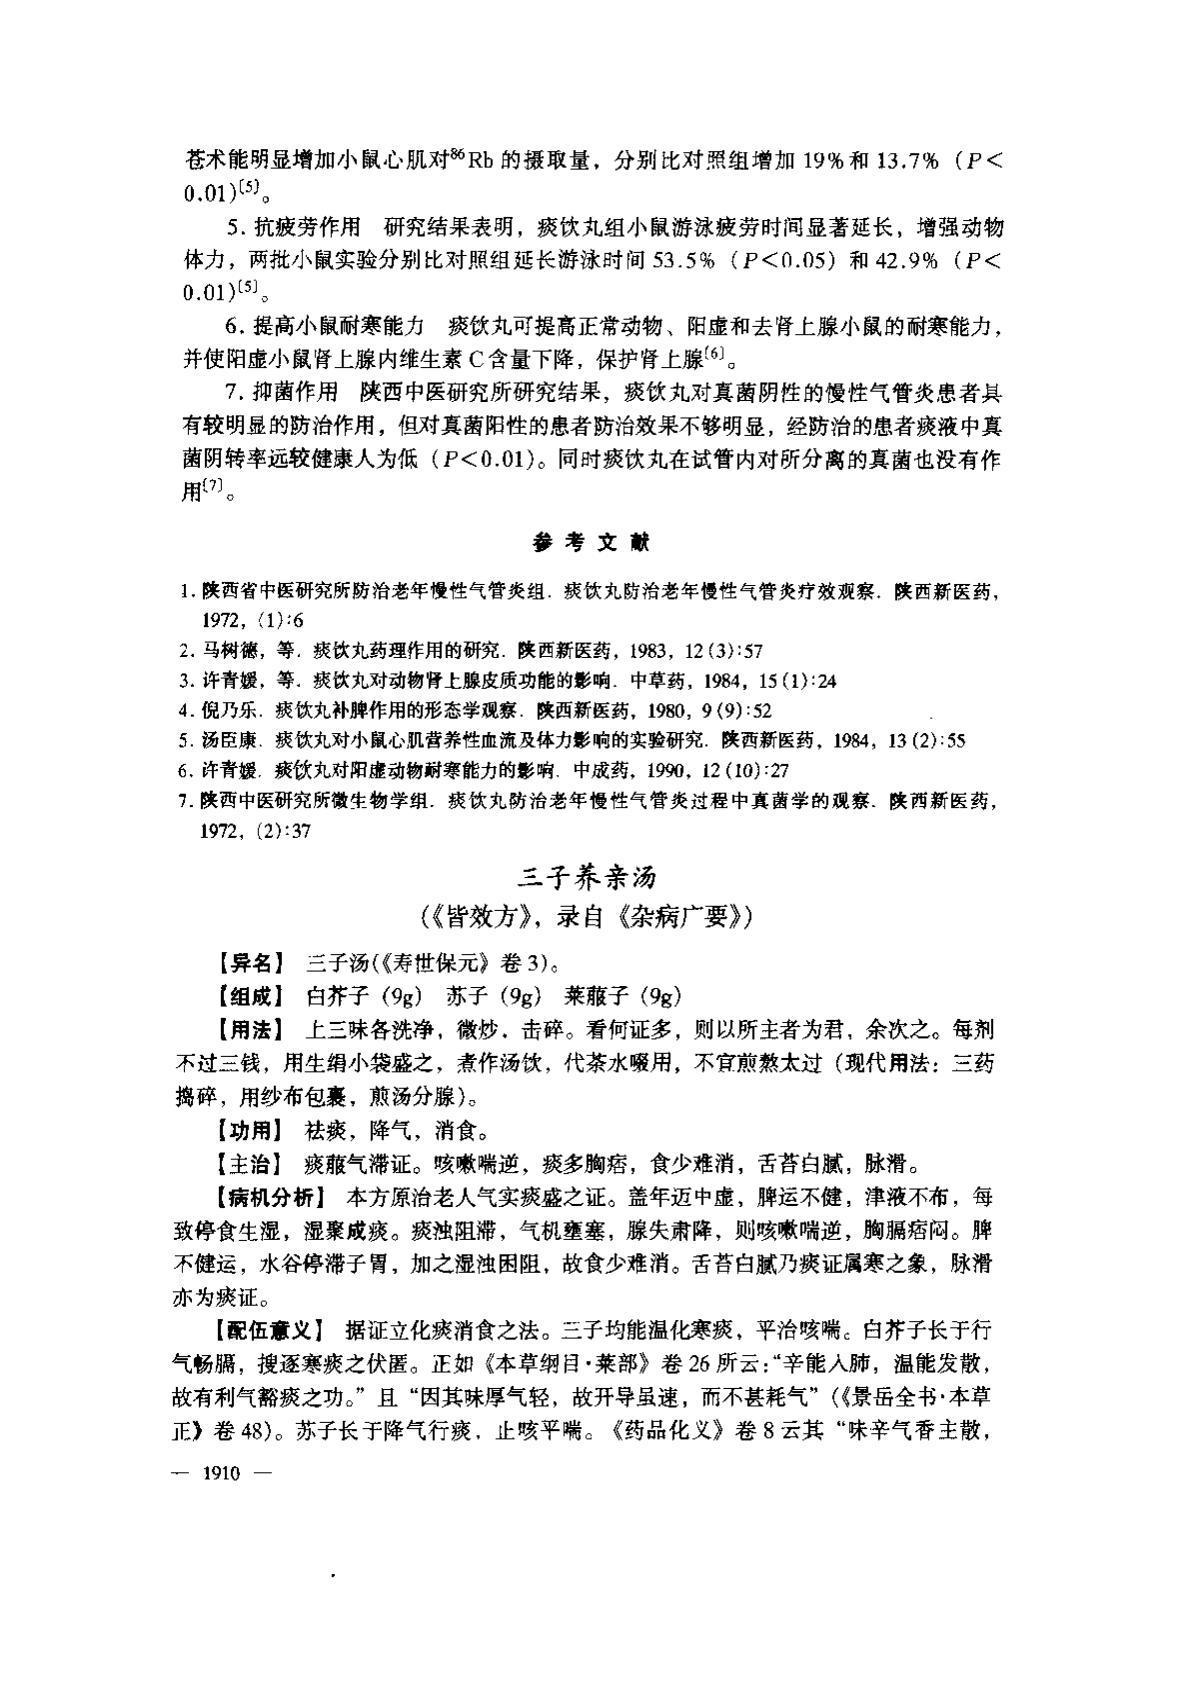 苍术能明显增加小鼠心肌对⁸⁶Rb 的摄取量，分别比对照组增加 19% 和 13.7%（P＜
0.01)〔5〕。
5. 抗疲劳作用　研究结果表明，痰饮丸组小鼠游泳疲劳时间显著延长，增强动物
体力，两批小鼠实验分别比对照组延长游泳时间 53.5%（P＜0.05）和 42.9%（P＜
0.01)〔5〕。
6. 提高小鼠耐寒能力　痰饮丸可提高正常动物、阳虚和去肾上腺小鼠的耐寒能力，
并使阳虚小鼠肾上腺内维生素 C 含量下降，保护肾上腺〔6〕。
7. 抑菌作用　陕西中医研究所研究结果，痰饮丸对真菌阴性的慢性气管炎患者具
有较明显的防治作用，但对真菌阳性的患者防治效果不够明显，经防治的患者痰液中真
菌阴转率远较健康人为低（P＜0.01）。同时痰饮丸在试管内对所分离的真菌也没有作
用〔7〕。
参 考 文 献
1. 陕西省中医研究所防治老年慢性气管炎组．痰饮丸防治老年慢性气管炎疗效观察．陕西新医药，
1972，(1):6
2. 马树德，等．痰饮丸药理作用的研究．陕西新医药，1983，12 (3):57
3. 许青媛，等．痰饮丸对动物肾上腺皮质功能的影响．中草药，1984，15 (1):24
4. 倪乃乐．痰饮丸补脾作用的形态学观察．陕西新医药，1980，9 (9):52
5. 汤臣康．痰饮丸对小鼠心肌营养性血流及体力影响的实验研究．陕西新医药，1984，13 (2):55
6. 许青媛．痰饮丸对阳虚动物耐寒能力的影响．中成药，1990，12 (10):27
7. 陕西中医研究所微生物学组．痰饮丸防治老年慢性气管炎过程中真菌学的观察．陕西新医药，
1972，(2):37
三子养亲汤
(《皆效方》，录自《杂病广要》)
【异名】　三子汤(《寿世保元》卷 3)。
【组成】　白芥子（9g）　苏子（9g）　莱菔子（9g）
【用法】　上三味各洗净，微炒，击碎。看何证多，则以所主者为君，余次之。每剂
不过三钱，用生绢小袋盛之，煮作汤饮，代茶水啜用，不宜煎熬太过（现代用法：三药
捣碎，用纱布包裹，煎汤分服）。
【功用】　祛痰，降气，消食。
【主治】　痰菔气滞证。咳嗽喘逆，痰多胸痞，食少难消，舌苔白腻，脉滑。
【病机分析】　本方原治老人气实痰盛之证。盖年迈中虚，脾运不健，津液不布，每
致停食生湿，湿聚成痰。痰浊阻滞，气机壅塞，腺失肃降，则咳嗽喘逆，胸膈痞闷。脾
不健运，水谷停滞子胃，加之湿浊困阻，故食少难消。舌苔白腻乃痰证属寒之象，脉滑
亦为痰证。
【配伍意义】　据证立化痰消食之法。三子均能温化寒痰，平治咳喘。白芥子长于行
气畅膈，搜逐寒痰之伏匿。正如《本草纲目·菜部》卷 26 所云：“辛能入肺，温能发散，
故有利气豁痰之功。”且“因其味厚气轻，故开导虽速，而不甚耗气”（《景岳全书·本草
正》卷 48）。苏子长于降气行痰，止咳平喘。《药品化义》卷 8 云其“味辛气香主散，
— 1910 —